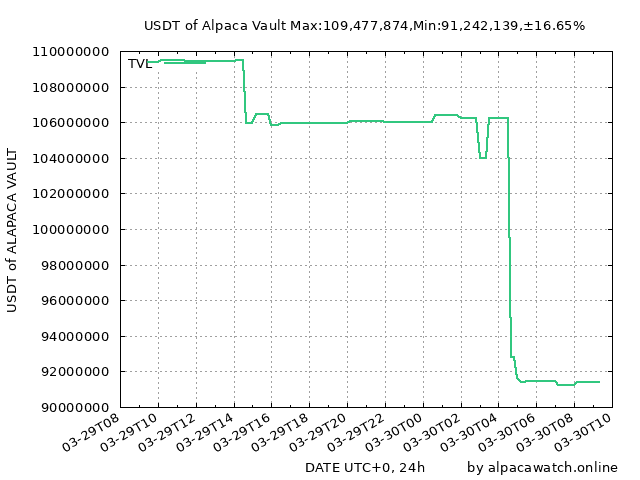 USDT of Alpaca Vault Max:109,477,874,Min:91,242,139,±16.65%
110000000
TVL
108000000
106000000
104000000
102000000
100000000
98000000
96000000
94000000
92000000
90000000
USDT of ALAPACA VAULT
03-29T08
03-29T10
03-29T12
03-29T14
03-29T16
03-29T18
03-29T20
03-29T22
03-30T00
03-30T02
03-30T04
03-30T06
03-30T08
03-30T10
DATE UTC+0, 24h
by alpacawatch.online